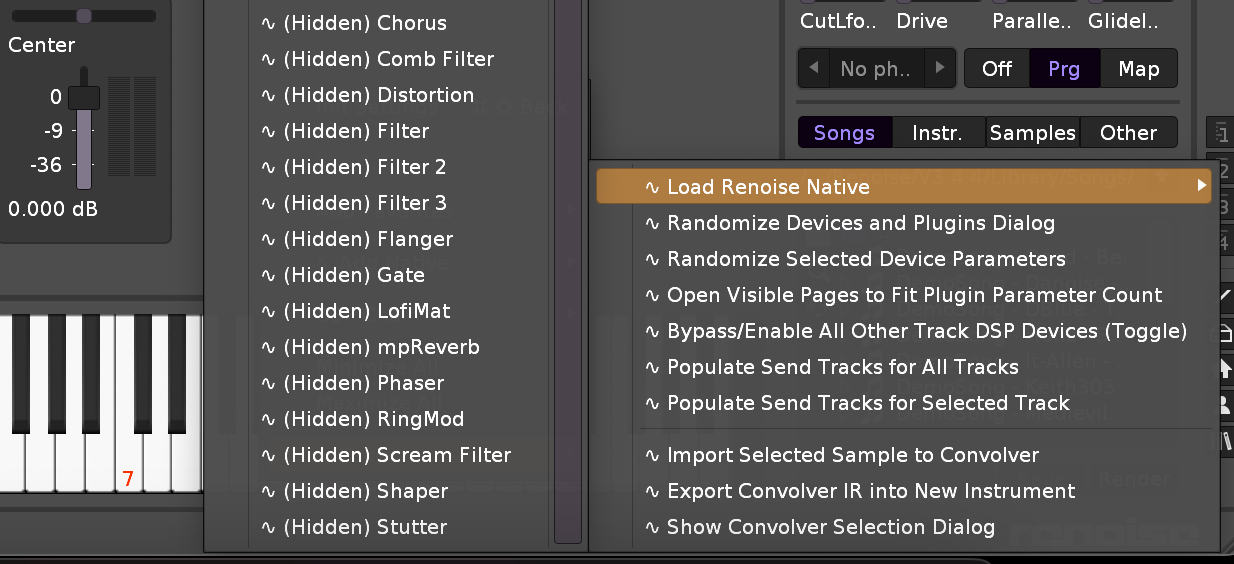 Center
0
-9
-36
0.000 dB
7
∿ (Hidden) Chorus
∿ (Hidden) Comb Filter
∿ (Hidden) Distortion
∿ (Hidden) Filter
∿ (Hidden) Filter 2
∿ (Hidden) Filter 3
∿ (Hidden) Flanger
∿ (Hidden) Gate
∿ (Hidden) LofiMat
∿ (Hidden) mpReverb
∿ (Hidden) Phaser
∿ (Hidden) RingMod
∿ (Hidden) Scream Filter
∿ (Hidden) Shaper
∿ (Hidden) Stutter
CutLfo.. Drive Paralle.. Glidel..
No ph.. Off Prg Map
Songs Instr. Samples Other
∿ Load Renoise Native
∿ Randomize Devices and Plugins Dialog
∿ Randomize Selected Device Parameters
∿ Open Visible Pages to Fit Plugin Parameter Count
∿ Bypass/Enable All Other Track DSP Devices (Toggle)
∿ Populate Send Tracks for All Tracks
∿ Populate Send Tracks for Selected Track
∿ Import Selected Sample to Convolver
∿ Export Convolver IR into New Instrument
∿ Show Convolver Selection Dialog
1
2
3
4
Render
renoise